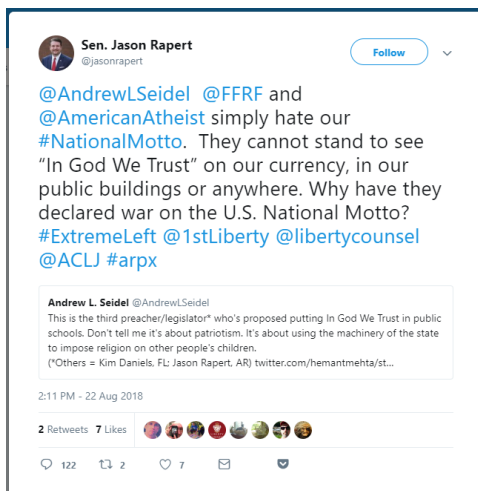 Sen. Jason Rapert
@jasonrapert
Follow
@AndrewLSeidel @FFRF and
@AmericanAtheist simply hate our
#NationalMotto. They cannot stand to see
“In God We Trust” on our currency, in our
public buildings or anywhere. Why have they
declared war on the U.S. National Motto?
#ExtremeLeft @1stLiberty @libertycounsel
@ACLJ #arpx
Andrew L. Seidel @AndrewLSeidel
This is the third preacher/legislator* who's proposed putting In God We Trust in public
schools. Don't tell me it's about patriotism. It's about using the machinery of the state
to impose religion on other people's children.
(*Others = Kim Daniels, FL; Jason Rapert, AR) twitter.com/hemantmehta/st...
2:11 PM - 22 Aug 2018
2 Retweets 7 Likes
122 2 7